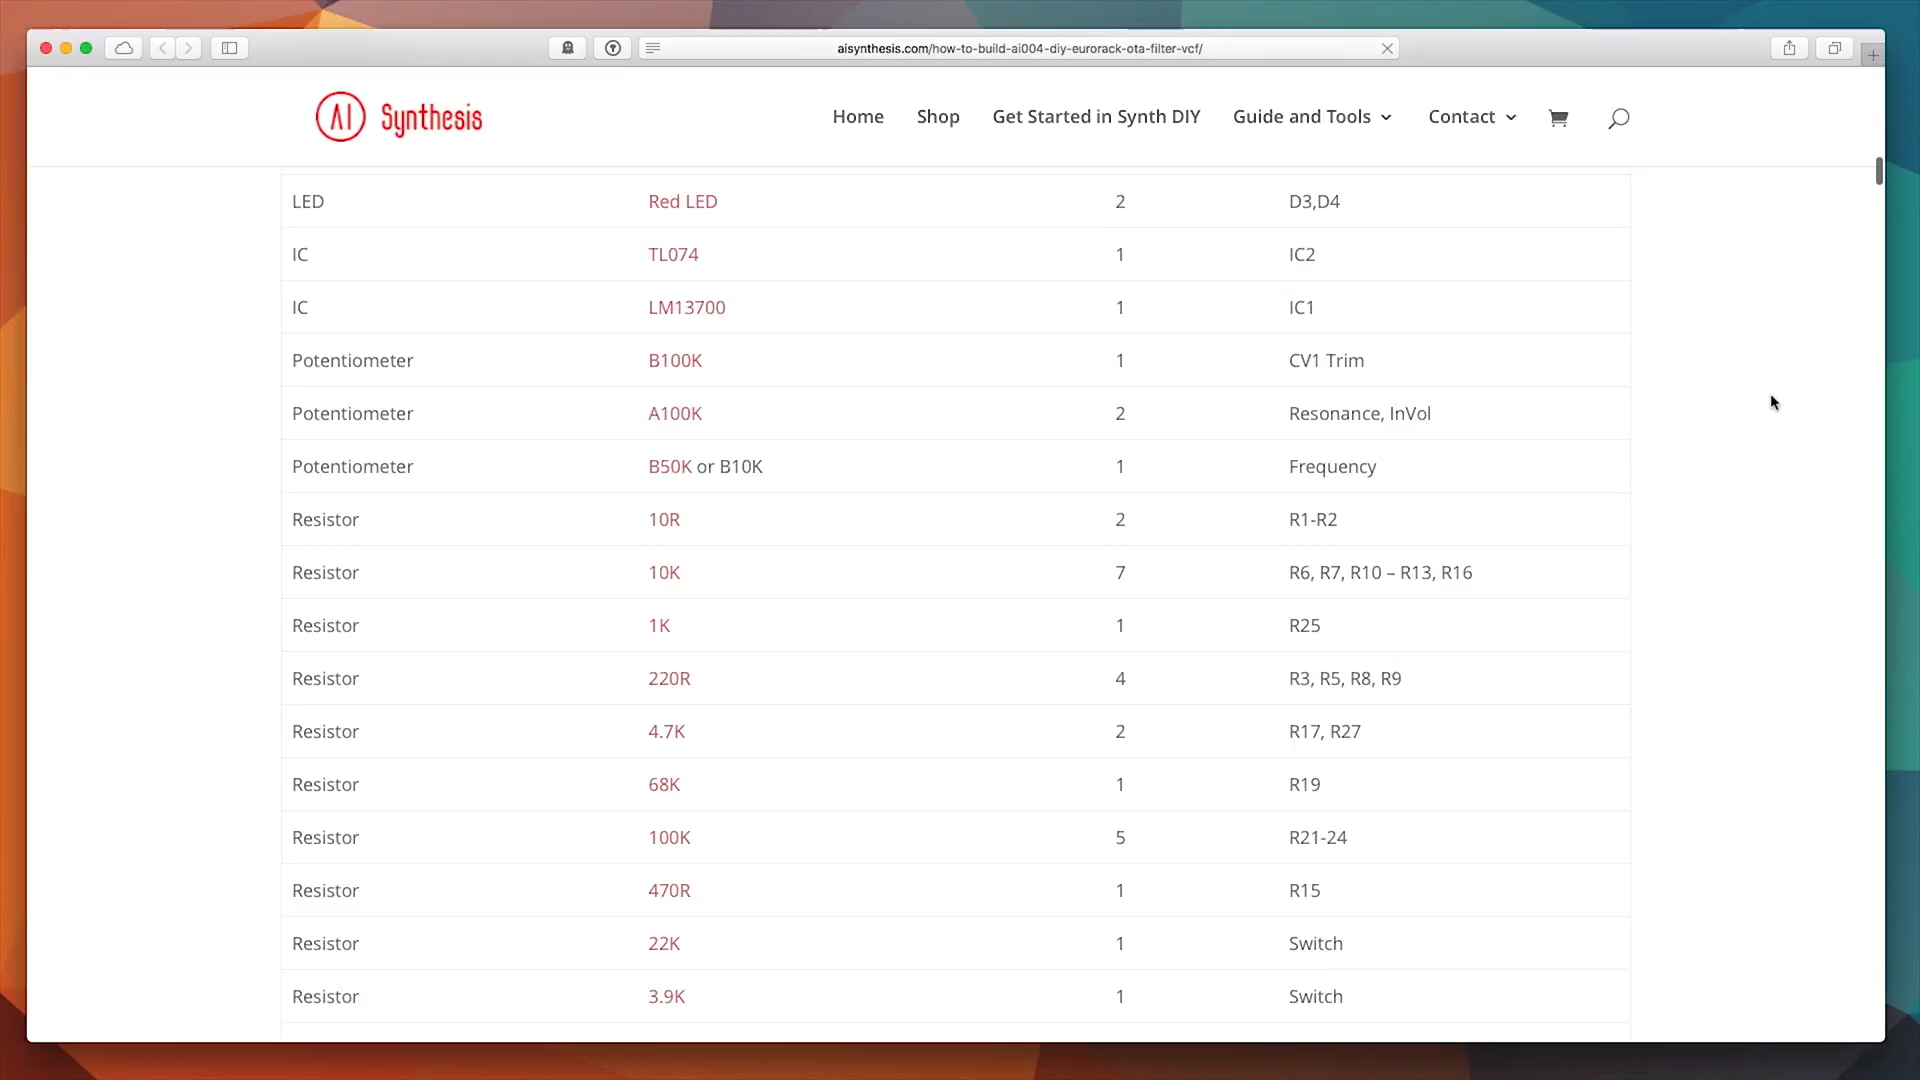 aisynthesis.com/how-to-build-ai004-diy-eurorack-ota-filter-vcf/
AI Synthesis
Home Shop Get Started in Synth DIY Guide and Tools Contact
LED Red LED 2 D3,D4
IC TL074 1 IC2
IC LM13700 1 IC1
Potentiometer B100K 1 CV1 Trim
Potentiometer A100K 2 Resonance, InVol
Potentiometer B50K or B10K 1 Frequency
Resistor 10R 2 R1-R2
Resistor 10K 7 R6, R7, R10 – R13, R16
Resistor 1K 1 R25
Resistor 220R 4 R3, R5, R8, R9
Resistor 4.7K 2 R17, R27
Resistor 68K 1 R19
Resistor 100K 5 R21-24
Resistor 470R 1 R15
Resistor 22K 1 Switch
Resistor 3.9K 1 Switch